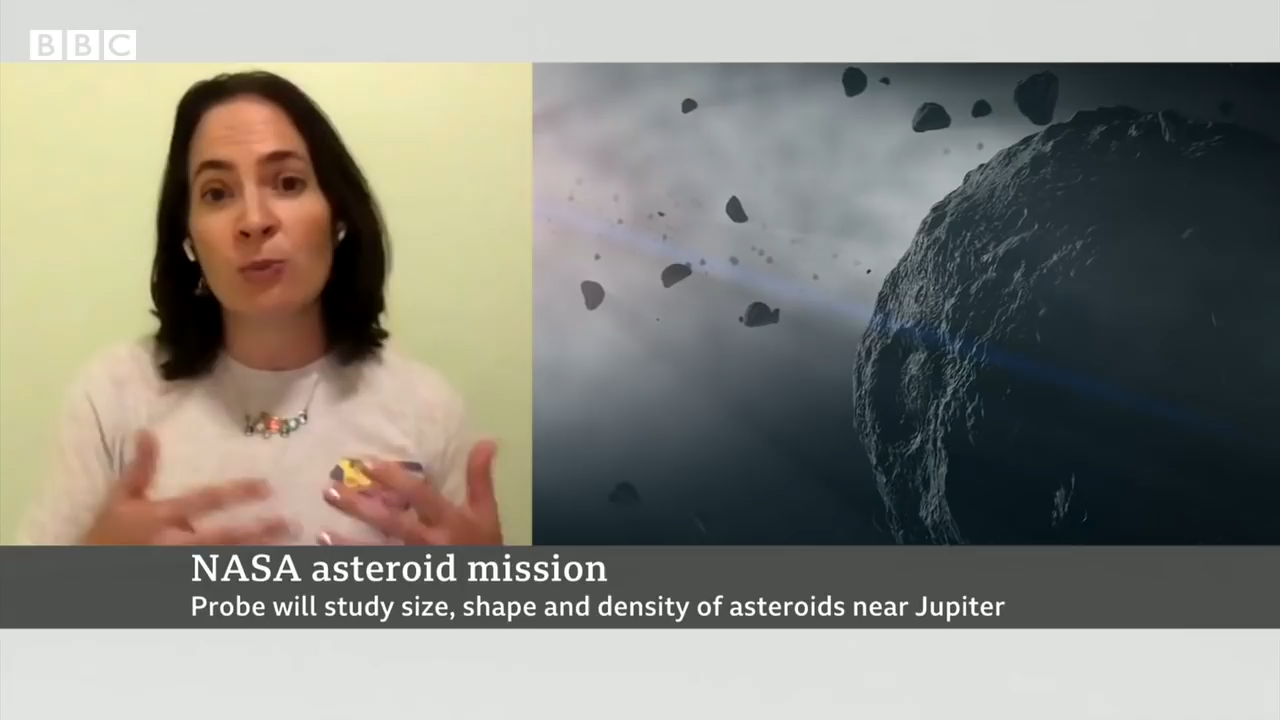 BBC
NASA asteroid mission
Probe will study size, shape and density of asteroids near Jupiter